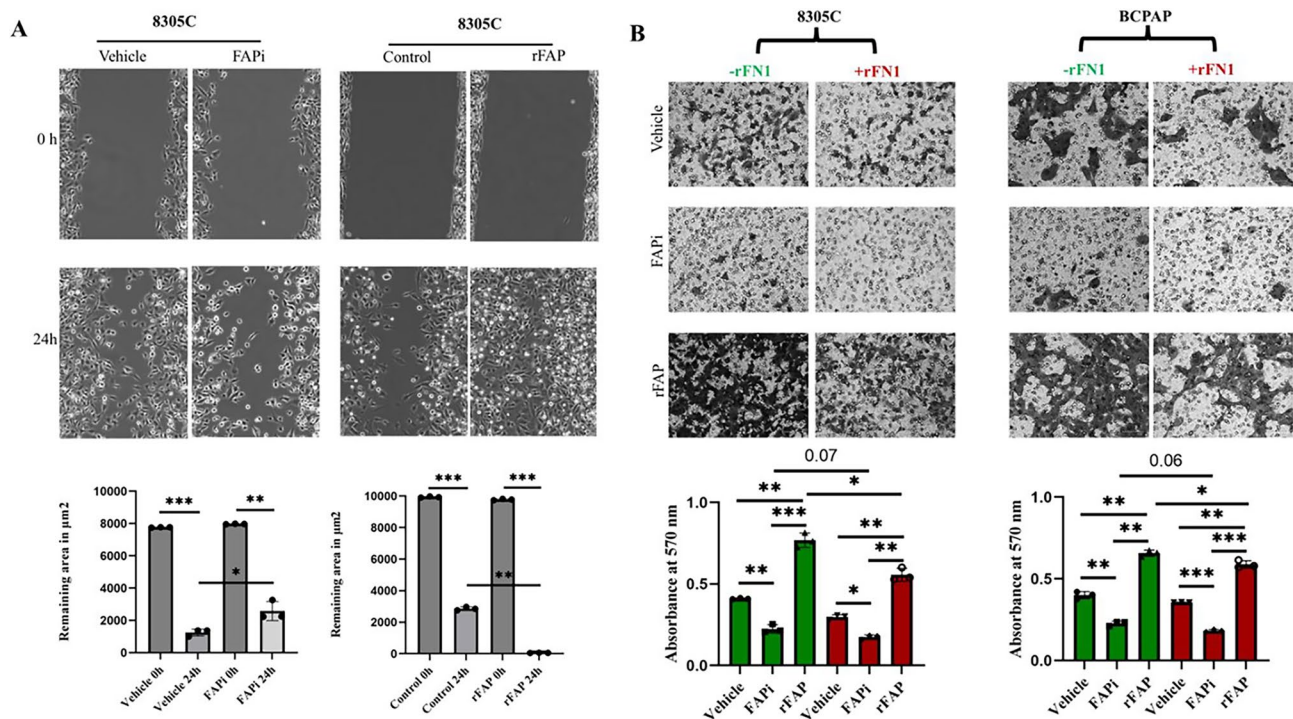 A
8305C
Vehicle FAPi
8305C
Control rFAP
0 h
24h
Remaining area in µm2
10000
8000
6000
4000
2000
0
*** **
*
Vehicle 0h
Vehicle 24h
FAPi 0h
FAPi 24h
Remaining area in µm2
10000
8000
6000
4000
2000
0
*** ***
**
Control 0h
Control 24h
rFAP 0h
rFAP 24h
B
8305C
-rFN1 +rFN1
BCPAP
-rFN1 +rFN1
Vehicle
FAPi
rFAP
Absorbance at 570 nm
1.0
0.5
0.0
0.07
** *
*** **
** **
*
Vehicle
FAPi
rFAP
Vehicle
FAPi
rFAP
Absorbance at 570 nm
1.0
0.5
0.0
0.06
** *
** **
** ***
***
Vehicle
FAPi
rFAP
Vehicle
FAPi
rFAP